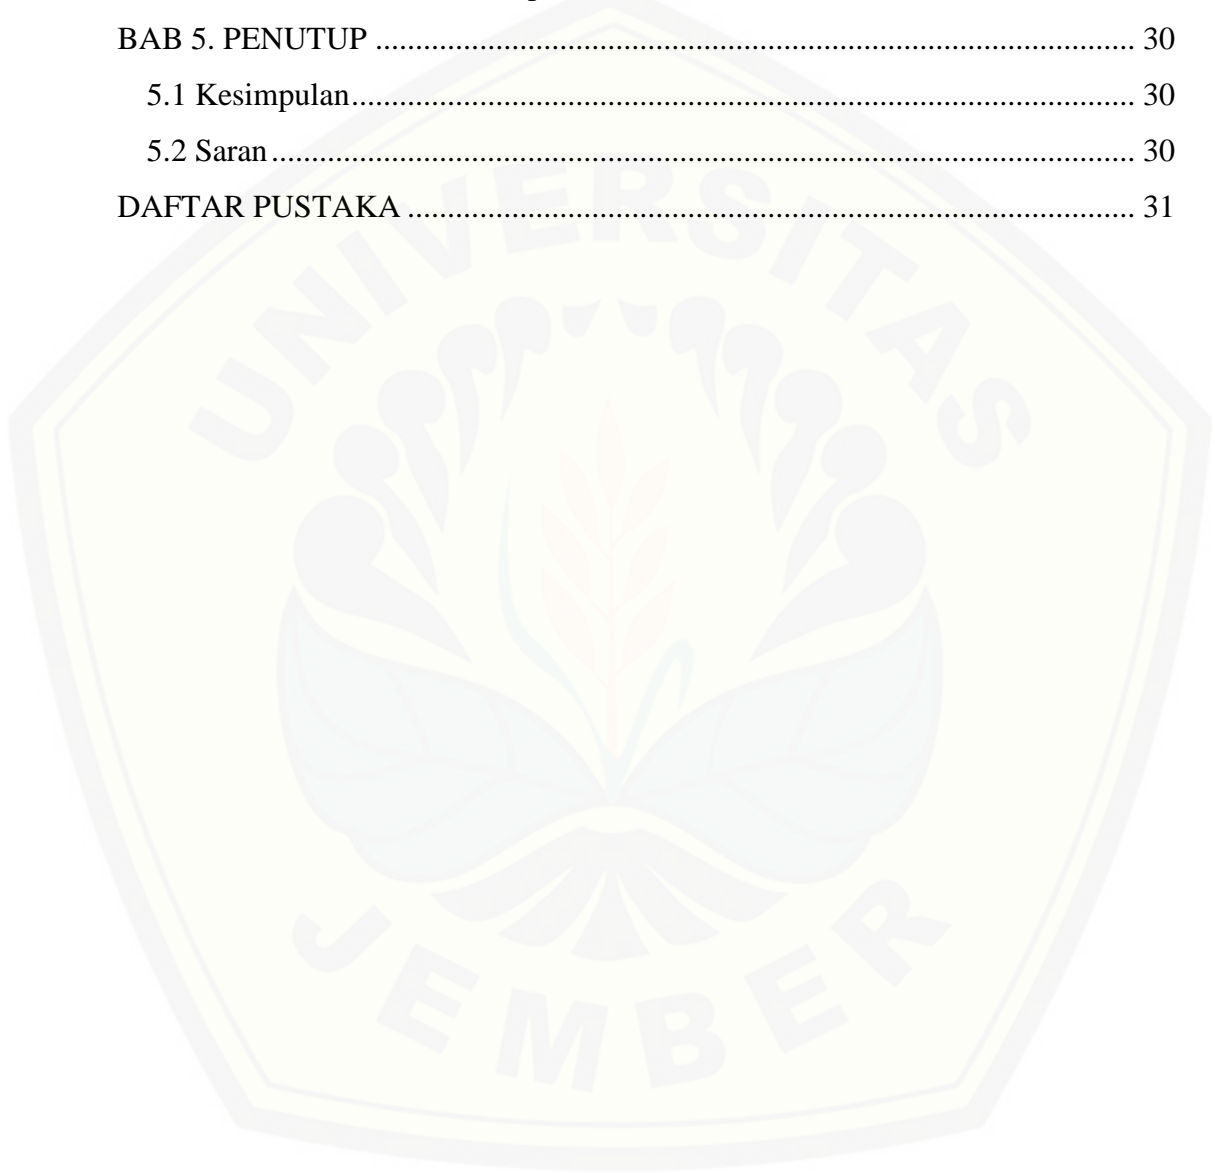 BAB 5. PENUTUP ................................................................................................ 30
5.1 Kesimpulan................................................................................................... 30
5.2 Saran ............................................................................................................. 30
DAFTAR PUSTAKA ............................................................................................ 31
UNIVERSITAS
JEMBER